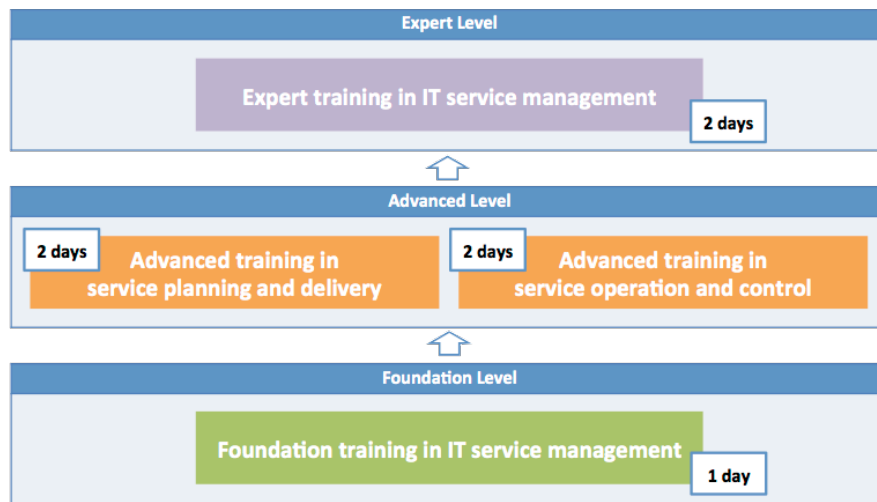 Expert Level
Expert training in IT service management
2 days
Advanced Level
2 days
Advanced training in
service planning and delivery
2 days
Advanced training in
service operation and control
Foundation Level
Foundation training in IT service management
1 day